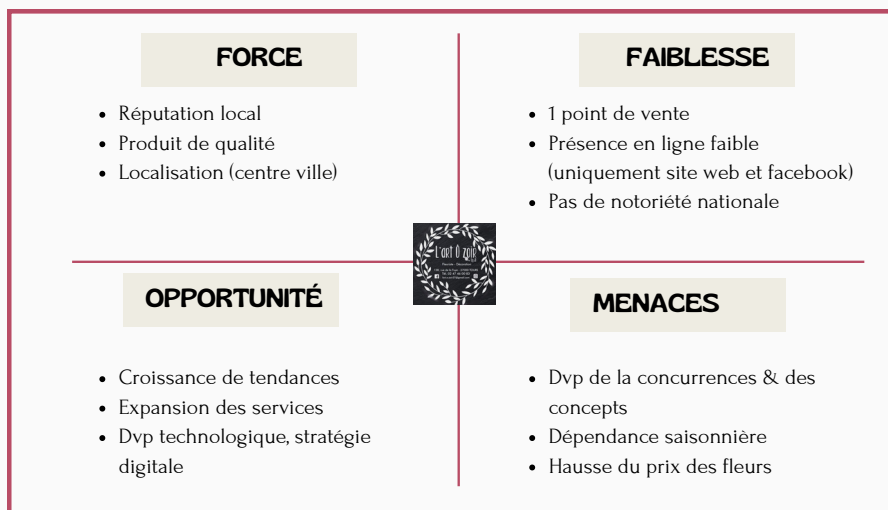 FORCE
Réputation local
Produit de qualité
Localisation (centre ville)
FAIBLESSE
1 point de vente
Présence en ligne faible
(uniquement site web et facebook)
Pas de notoriété nationale
L'art Ô zoir
OPPORTUNITÉ
Croissance de tendances
Expansion des services
Dvp technologique, stratégie
digitale
MENACES
Dvp de la concurrences & des
concepts
Dépendance saisonnière
Hausse du prix des fleurs